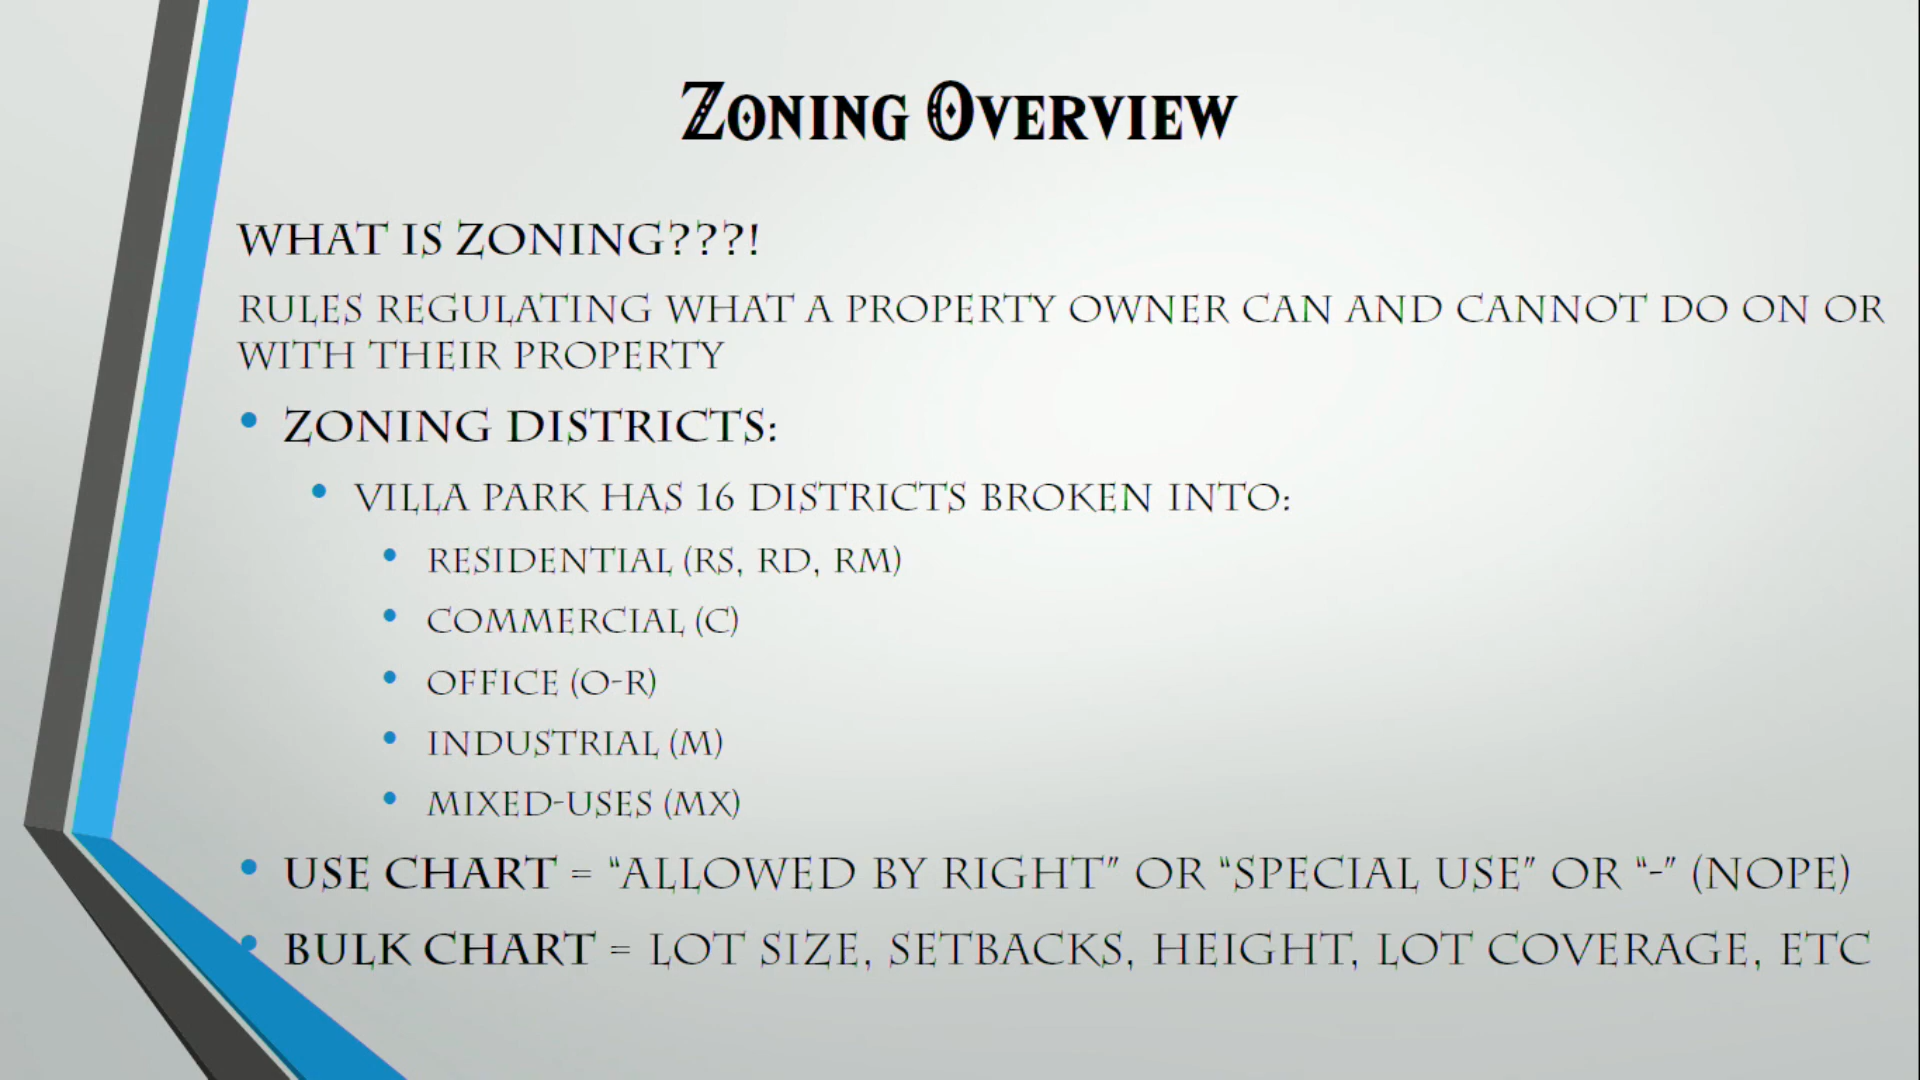 Zoning Overview
WHAT IS ZONING???!
RULES REGULATING WHAT A PROPERTY OWNER CAN AND CANNOT DO ON OR
WITH THEIR PROPERTY
• ZONING DISTRICTS:
• VILLA PARK HAS 16 DISTRICTS BROKEN INTO:
• RESIDENTIAL (RS, RD, RM)
• COMMERCIAL (C)
• OFFICE (O-R)
• INDUSTRIAL (M)
• MIXED-USES (MX)
• USE CHART = “ALLOWED BY RIGHT” OR “SPECIAL USE” OR “-” (NOPE)
• BULK CHART = LOT SIZE, SETBACKS, HEIGHT, LOT COVERAGE, ETC